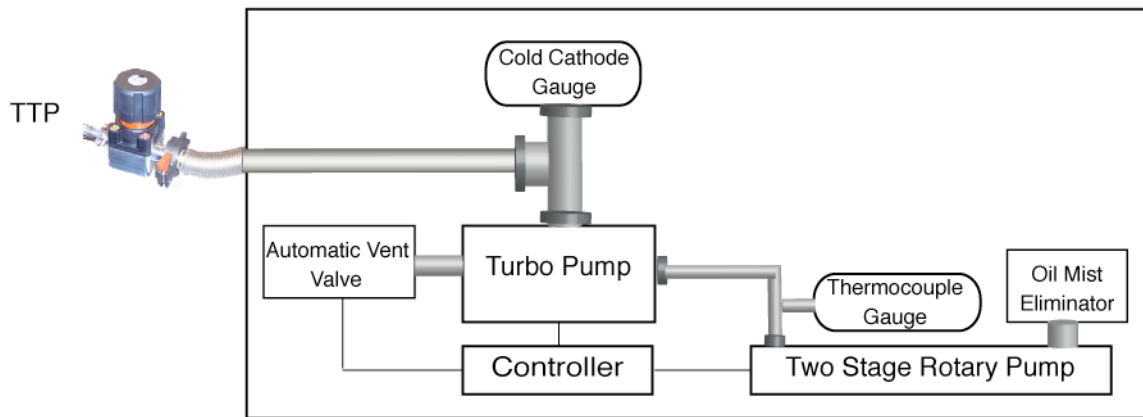 Cold Cathode
Gauge
TTP
Automatic Vent
Valve
Turbo Pump
Oil Mist
Eliminator
Thermocouple
Gauge
Controller
Two Stage Rotary Pump